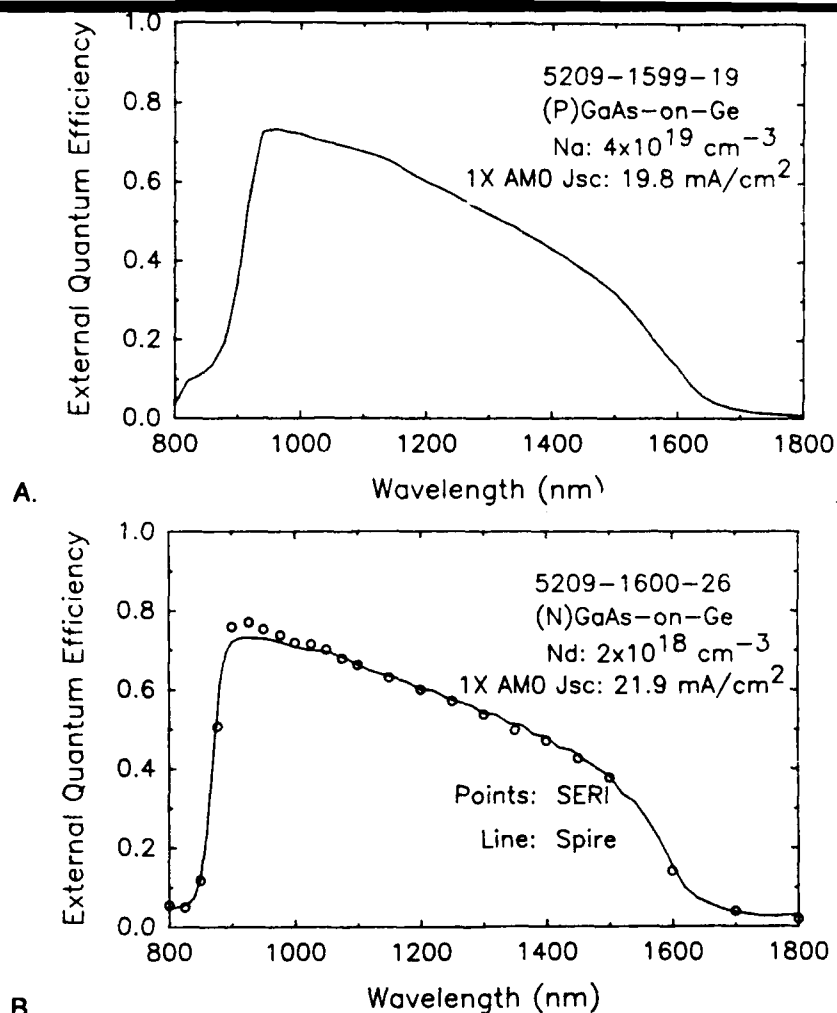 1.0
0.8
0.6
0.4
0.2
0.0
External Quantum Efficiency
5209-1599-19
(P)GaAs-on-Ge
Na: 4x10^19 cm^-3
1X AM0 Jsc: 19.8 mA/cm^2
800 1000 1200 1400 1600 1800
Wavelength (nm)
A.
1.0
0.8
0.6
0.4
0.2
0.0
External Quantum Efficiency
5209-1600-26
(N)GaAs-on-Ge
Nd: 2x10^18 cm^-3
1X AM0 Jsc: 21.9 mA/cm^2
Points: SERI
Line: Spire
800 1000 1200 1400 1600 1800
Wavelength (nm)
B